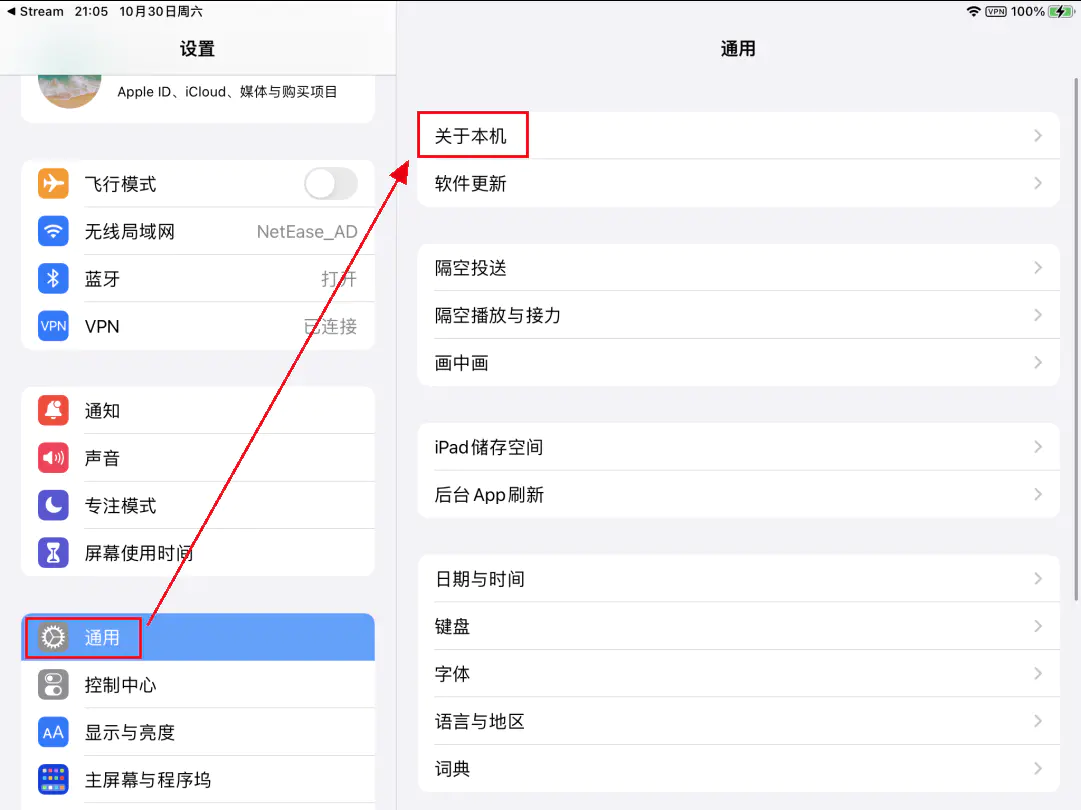 ◀ Stream 21:05 10月30日周六
VPN 100%
设置
Apple ID、iCloud、媒体与购买项目
飞行模式
无线局域网 NetEase_AD
蓝牙 打开
VPN VPN 已连接
通知
声音
专注模式
屏幕使用时间
通用
控制中心
AA 显示与亮度
主屏幕与程序坞
通用
关于本机
软件更新
隔空投送
隔空播放与接力
画中画
iPad储存空间
后台App刷新
日期与时间
键盘
字体
语言与地区
词典